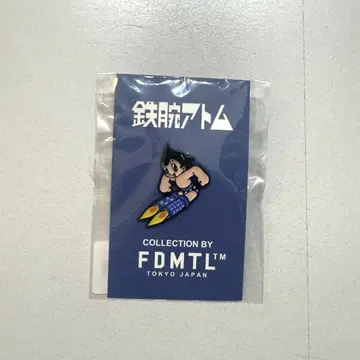 鉄腕アトム
COLLECTION BY
FDMTL™
TOKYO JAPAN